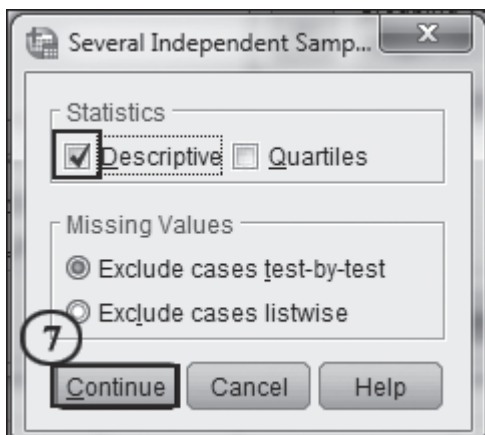 Several Independent Samp...
Statistics
Descriptive Quartiles
Missing Values
Exclude cases test-by-test
Exclude cases listwise
7
Continue Cancel Help